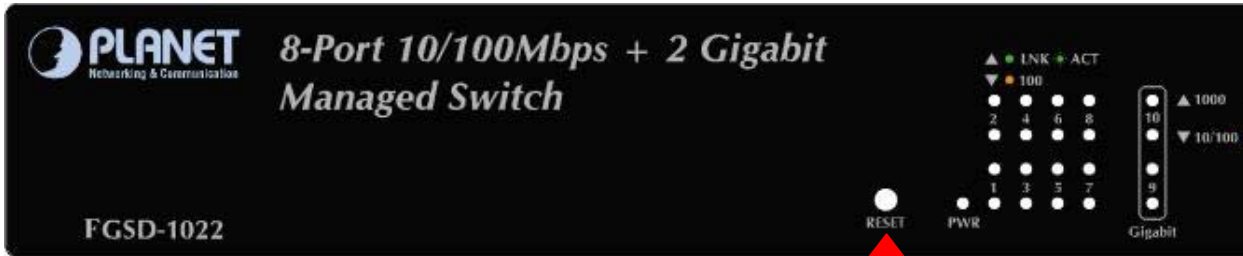 PLANET
Networking & Communication
8-Port 10/100Mbps + 2 Gigabit
Managed Switch
FGSD-1022
RESET
PWR
▲ LNK ACT
▼ 100
2 4 6 8
1 3 5 7
10
9
▲ 1000
▼ 10/100
Gigabit